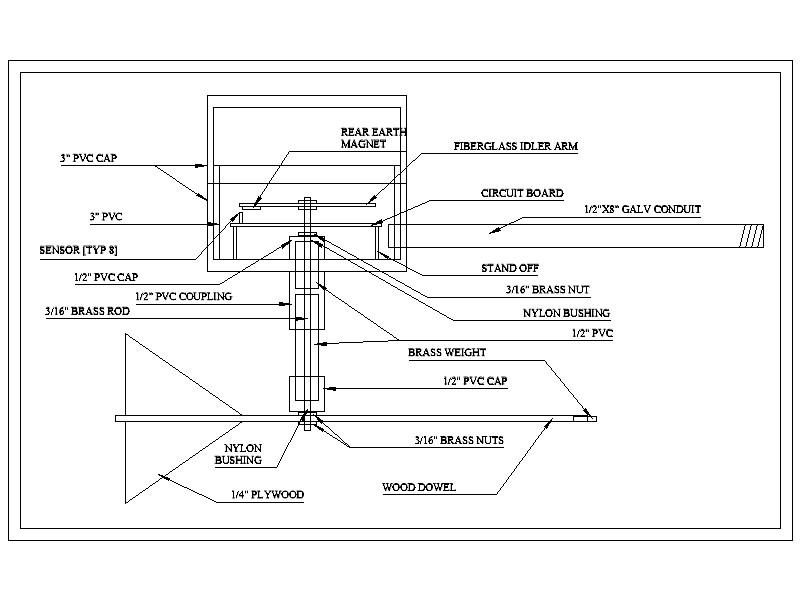 REAR EARTH
MAGNET
FIBERGLASS IDLER ARM
3" PVC CAP
CIRCUIT BOARD
1/2"X8" GALV CONDUIT
3" PVC
SENSOR [TYP 8]
STAND OFF
1/2" PVC CAP
3/16" BRASS NUT
1/2" PVC COUPLING
3/16" BRASS ROD
NYLON BUSHING
1/2" PVC
BRASS WEIGHT
1/2" PVC CAP
3/16" BRASS NUTS
NYLON
BUSHING
WOOD DOWEL
1/4" PLYWOOD